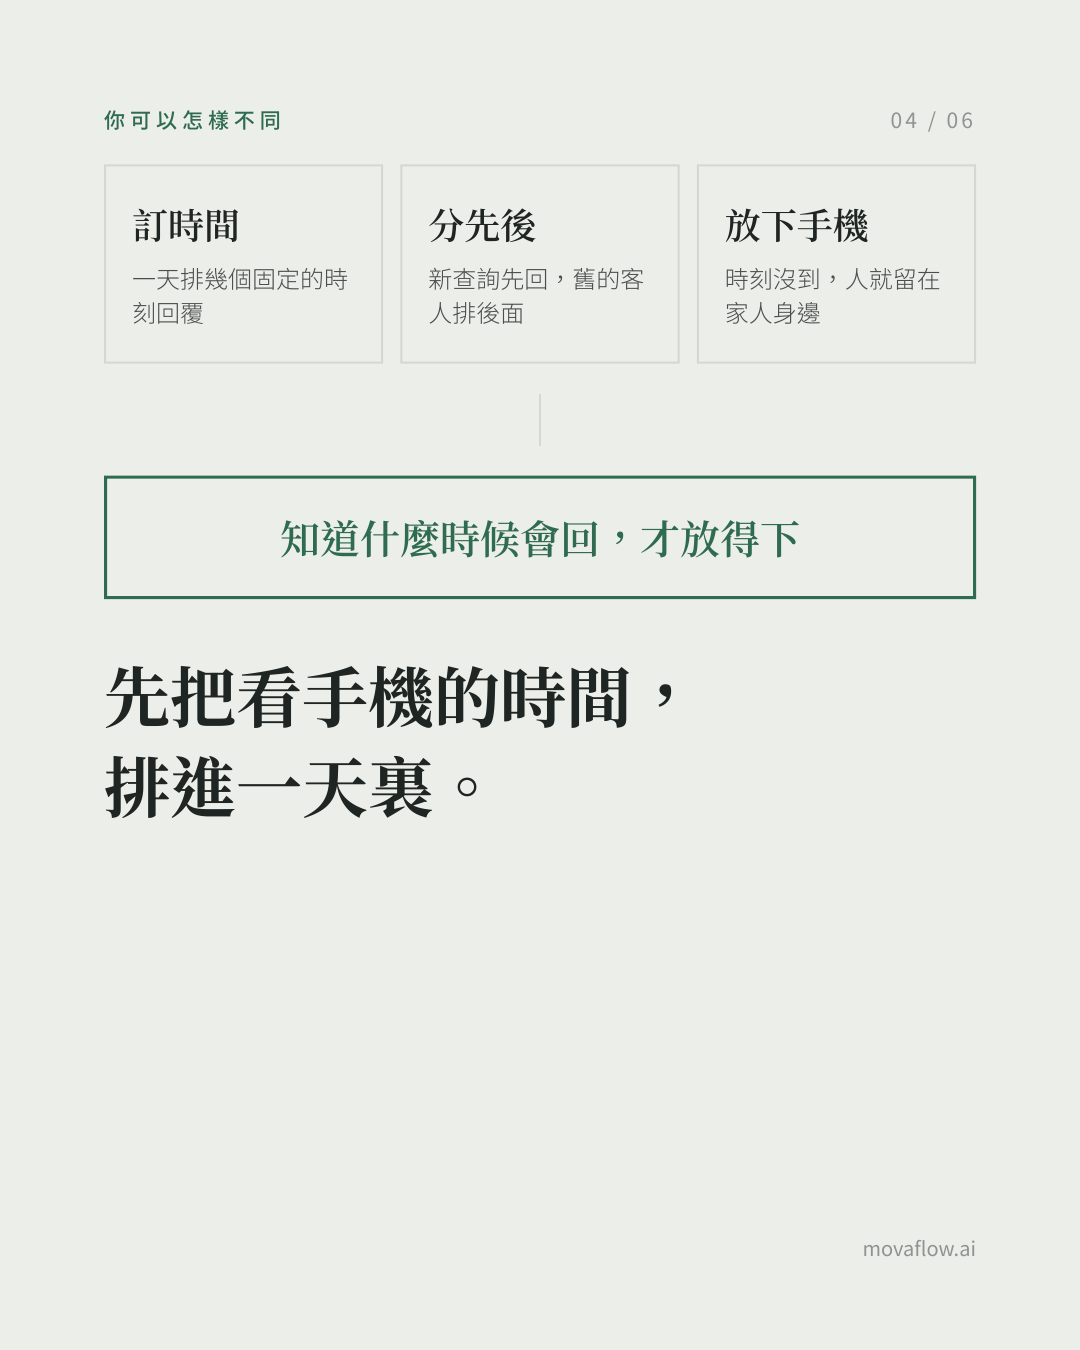 你可以怎樣不同
04 / 06
訂時間
一天排幾個固定的時
刻回覆
分先後
新查詢先回，舊的客
人排後面
放下手機
時刻沒到，人就留在
家人身邊
知道什麼時候會回，才放得下
先把看手機的時間，
排進一天裏。
movaflow.ai